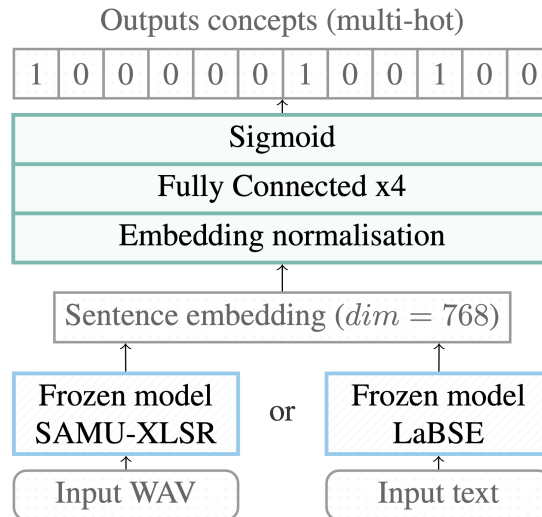 Outputs concepts (multi-hot)
1 0 0 0 0 0 1 0 0 1 0 0
Sigmoid
Fully Connected x4
Embedding normalisation
Sentence embedding (dim = 768)
Frozen model
SAMU-XLSR
or
Frozen model
LaBSE
Input WAV
Input text